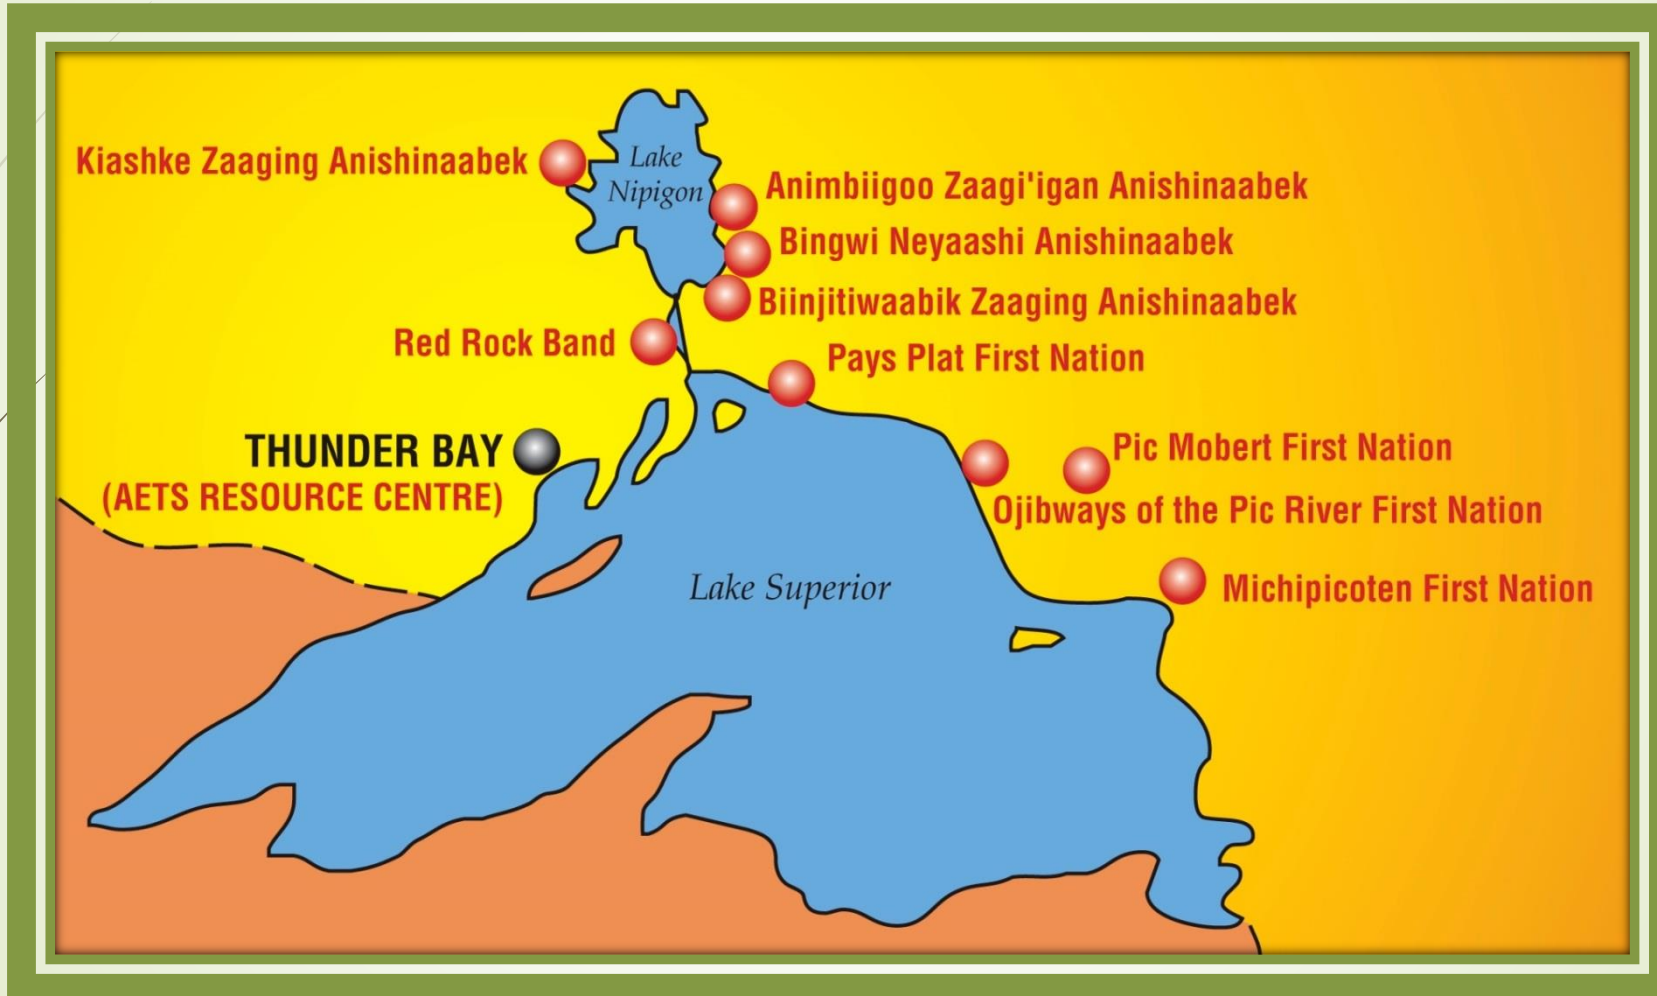 Kiashke Zaaging Anishinaabek
Lake
Nipigon
Animbiigoo Zaagi'igan Anishinaabek
Bingwi Neyaashi Anishinaabek
Biinjitiwaabik Zaaging Anishinaabek
Red Rock Band
Pays Plat First Nation
THUNDER BAY
(AETS RESOURCE CENTRE)
Pic Mobert First Nation
Ojibways of the Pic River First Nation
Lake Superior
Michipicoten First Nation